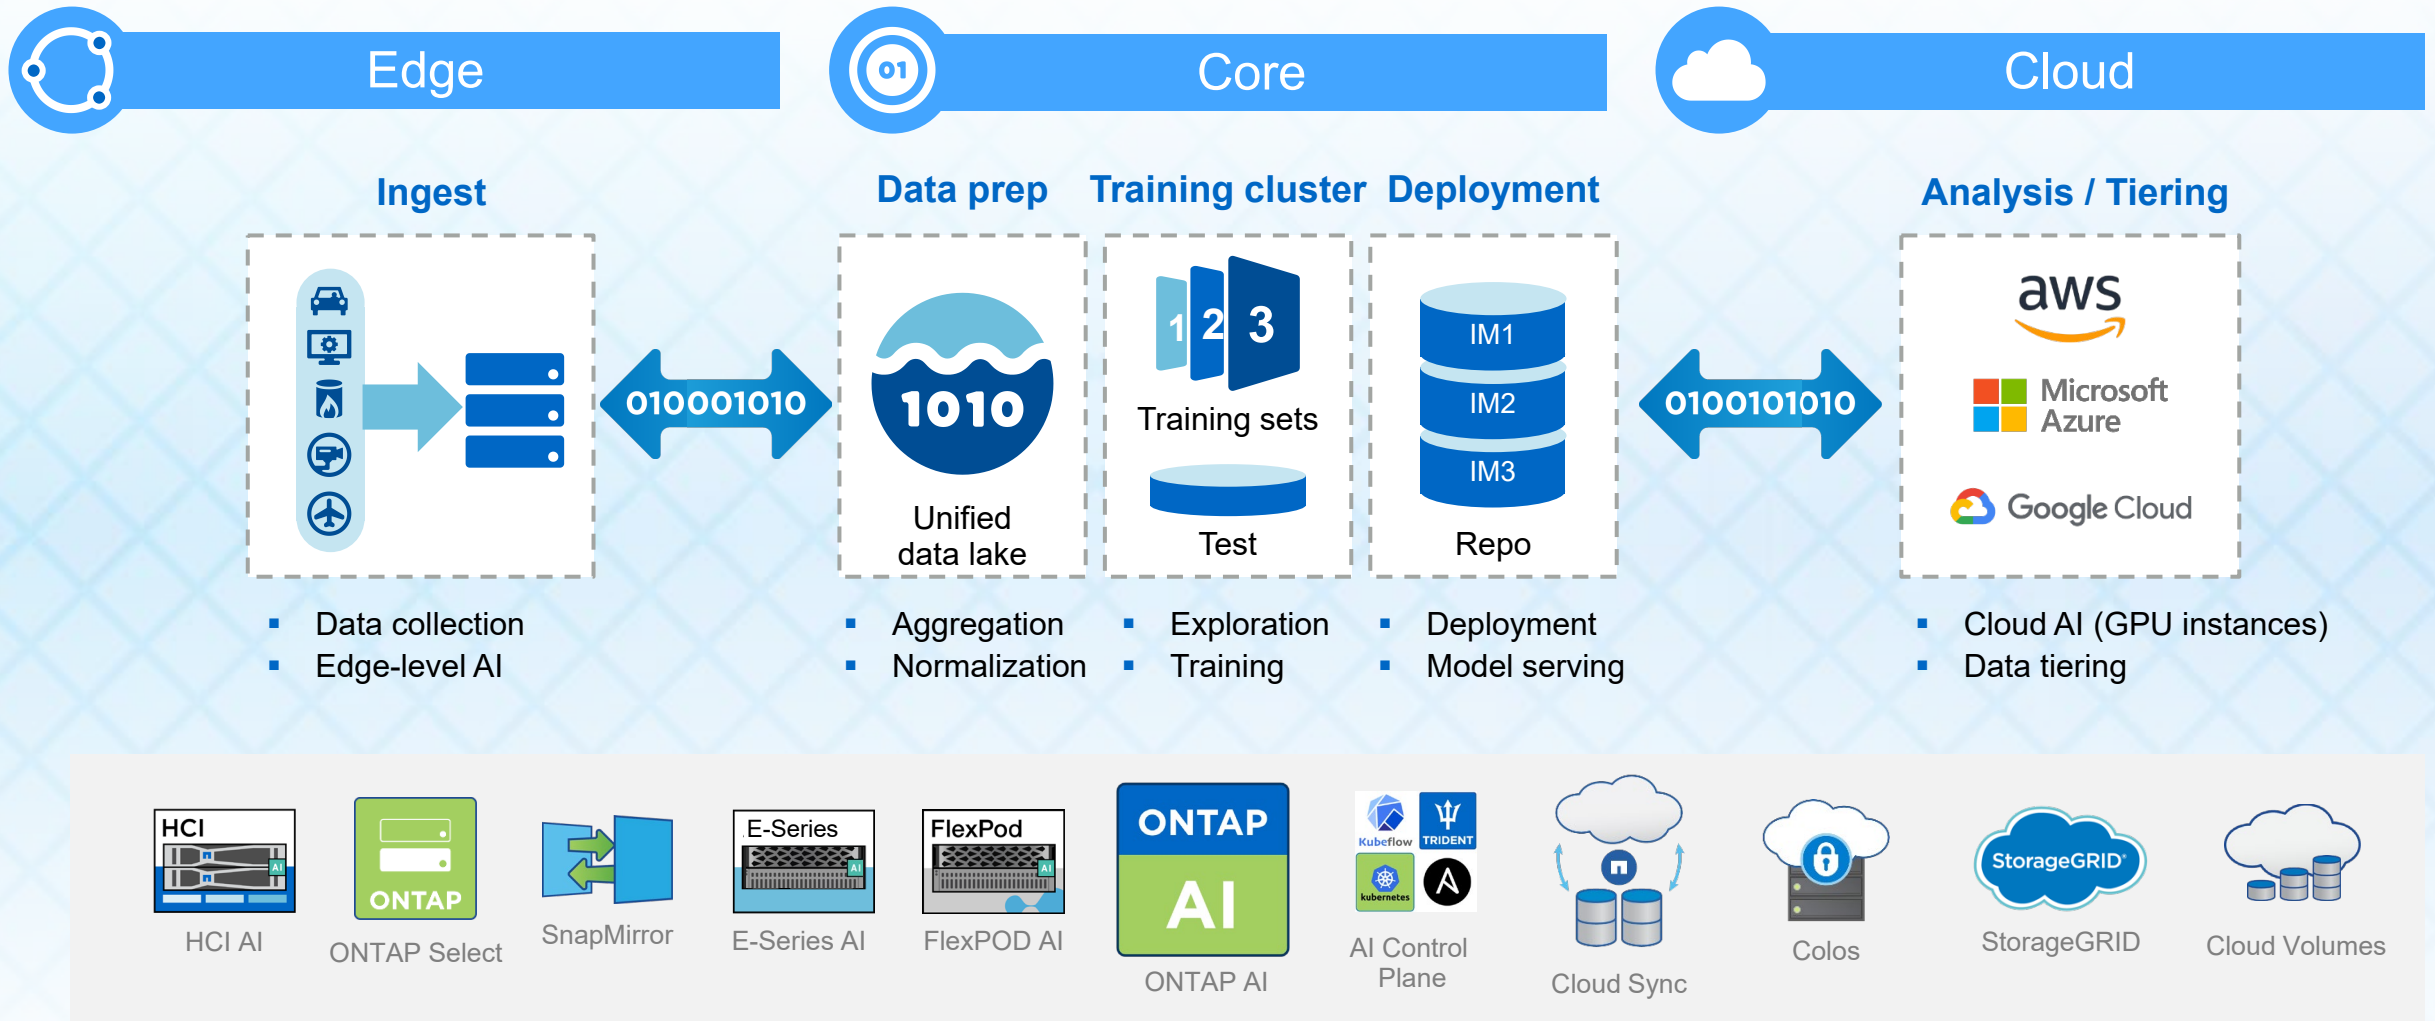 01
Edge
Core
Cloud
Ingest
Data prep
Training cluster
Deployment
Analysis / Tiering
1
2
3
Training sets
Test
1010
Unified
data lake
IM1
IM2
IM3
Repo
010001010
0100101010
aws
Microsoft
Azure
Google Cloud
Data collection
Edge-level AI
Aggregation
Normalization
Exploration
Training
Deployment
Model serving
Cloud AI (GPU instances)
Data tiering
HCI
AI
HCI AI
ONTAP
ONTAP Select
SnapMirror
E-Series
AI
E-Series AI
FlexPod
AI
FlexPOD AI
ONTAP
AI
ONTAP AI
Kubeflow
TRIDENT
kubernetes
A
AI Control
Plane
Cloud Sync
Colos
StorageGRID
StorageGRID
Cloud Volumes